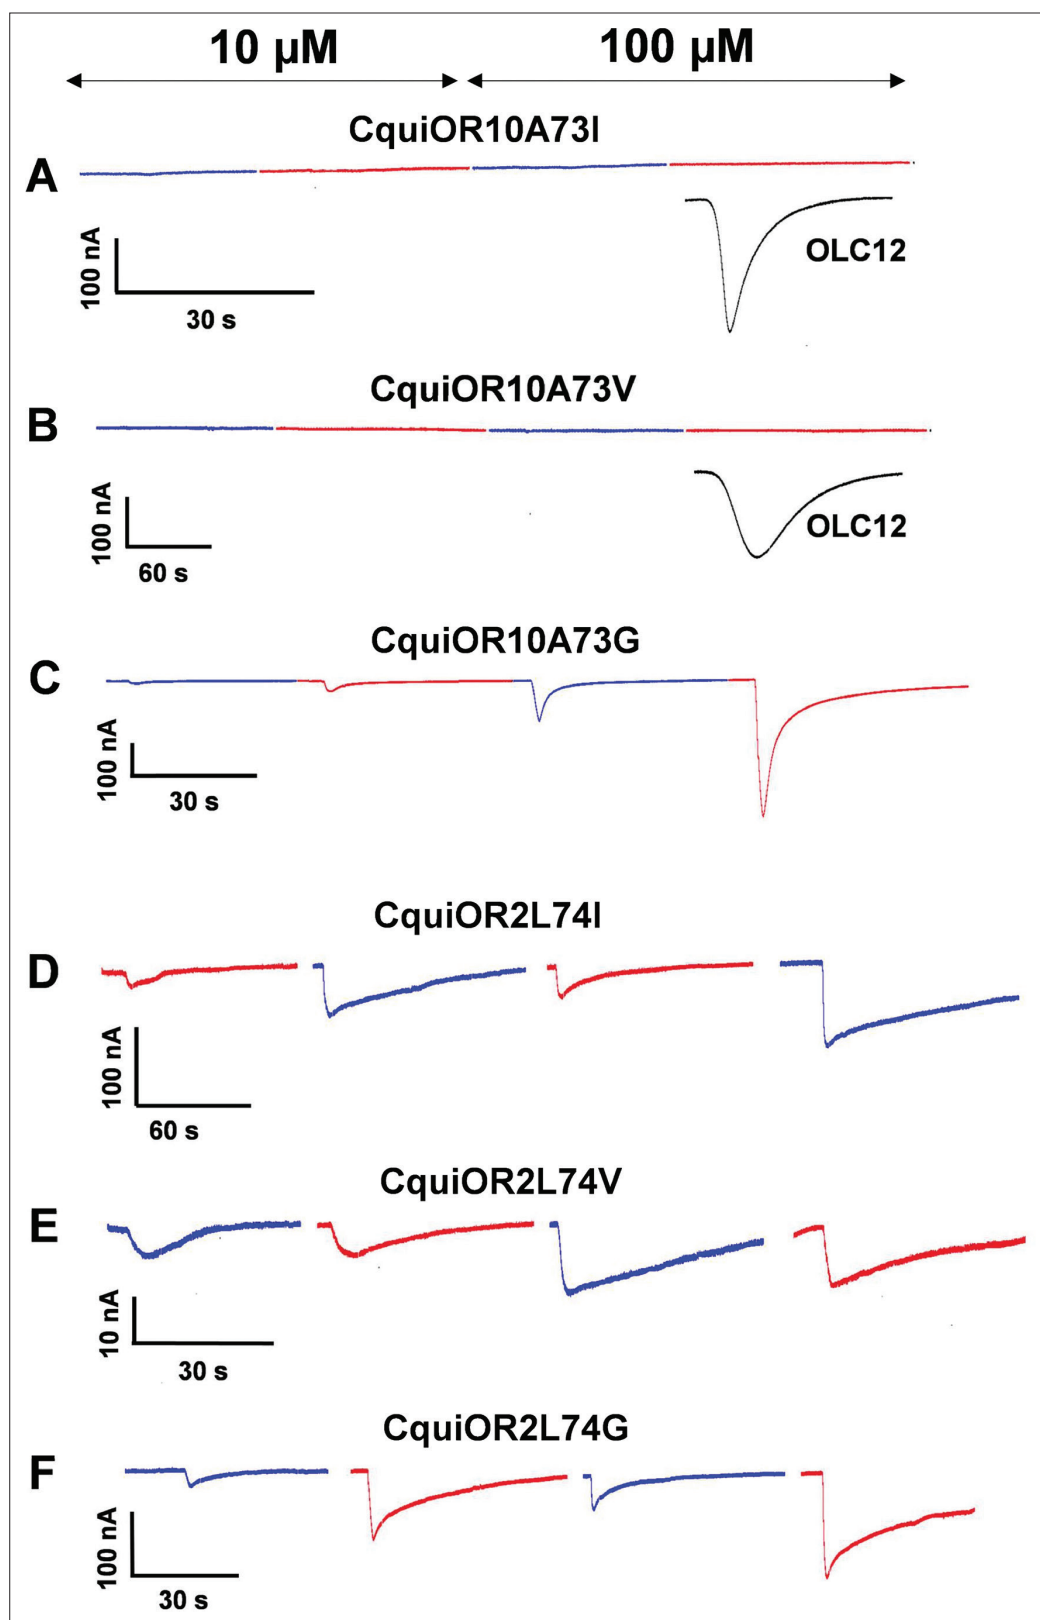 10 µM 100 µM
CquiOR10A73I
A
100 nA
30 s
OLC12
CquiOR10A73V
B
100 nA
60 s
OLC12
CquiOR10A73G
C
100 nA
30 s
CquiOR2L74I
D
100 nA
60 s
CquiOR2L74V
E
10 nA
30 s
CquiOR2L74G
F
100 nA
30 s